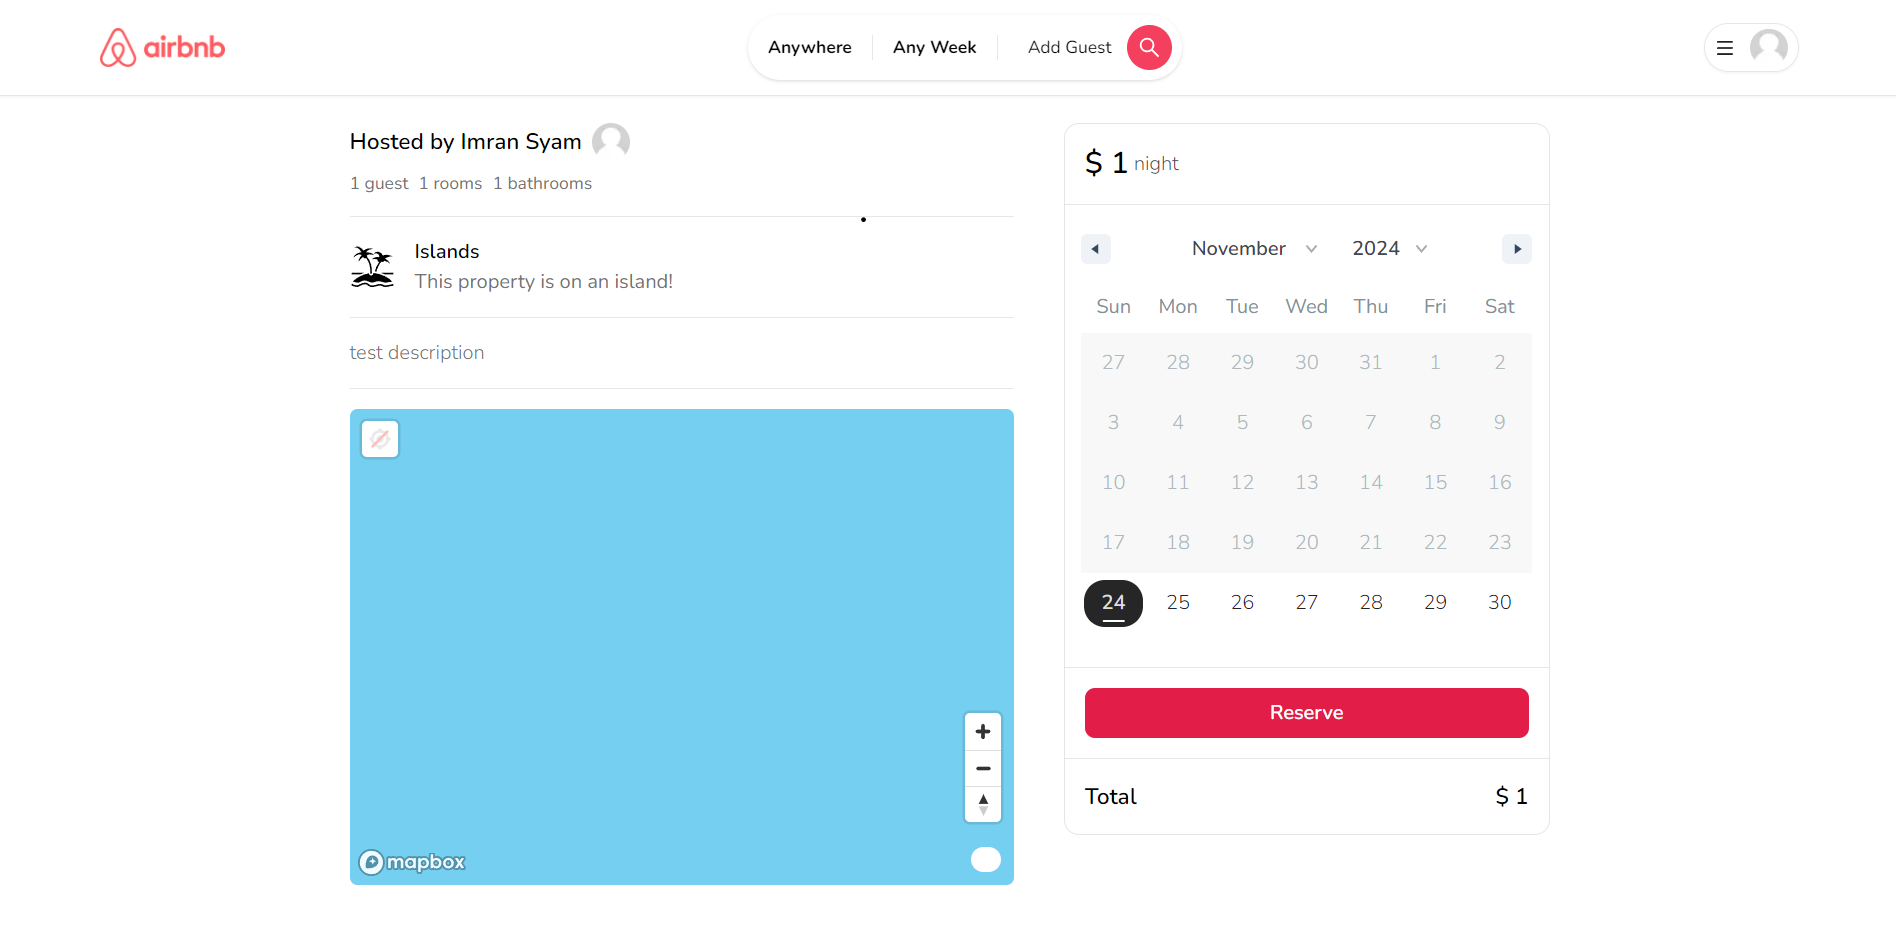 airbnb
Anywhere
Any Week
Add Guest
Hosted by Imran Syam
1 guest 1 rooms 1 bathrooms
Islands
This property is on an island!
test description
mapbox
$ 1 night
November 2024
Sun Mon Tue Wed Thu Fri Sat
27 28 29 30 31 1 2
3 4 5 6 7 8 9
10 11 12 13 14 15 16
17 18 19 20 21 22 23
24 25 26 27 28 29 30
Reserve
Total $ 1